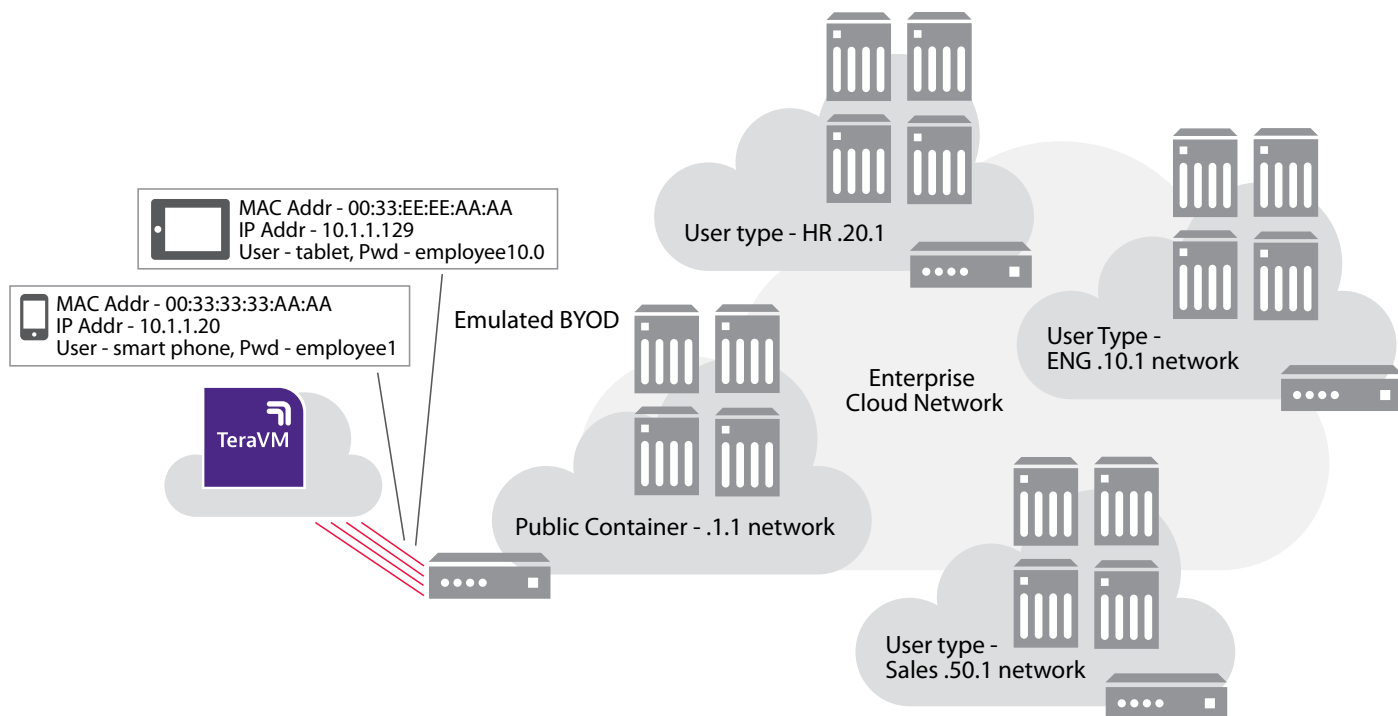 User type - HR .20.1
MAC Addr - 00:33:EE:EE:AA:AA
IP Addr - 10.1.1.129
User - tablet, Pwd - employee10.0
MAC Addr - 00:33:33:33:AA:AA
IP Addr - 10.1.1.20
User - smart phone, Pwd - employee1
Emulated BYOD
User Type -
ENG .10.1 network
Enterprise
Cloud Network
TeraVM
Public Container - .1.1 network
User type -
Sales .50.1 network